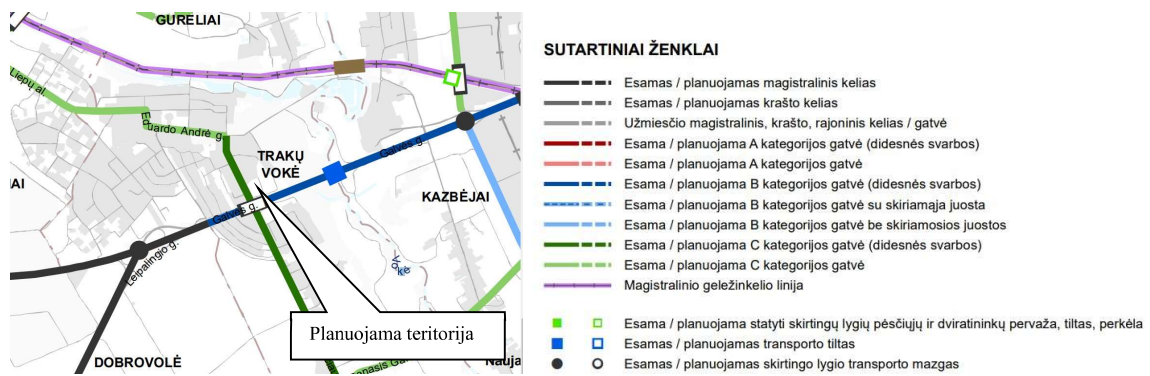 GURELIAI
Liepų al.
Eduardo Andrė g.
TRAKŲ
VOKĖ
Galvės g.
KAZBĖJAI
IAI
Galvės g.
Leipalingio g.
Vokė
Planuojama teritorija
DOBROVOLĖ
Nauja
SUTARTINIAI ŽENKLAI
Esamas / planuojamas magistralinis kelias
Esamas / planuojamas krašto kelias
Užmiesčio magistralinis, krašto, rajoninis kelias / gatvė
Esama / planuojama A kategorijos gatvė (didesnės svarbos)
Esama / planuojama A kategorijos gatvė
Esama / planuojama B kategorijos gatvė (didesnės svarbos)
Esama / planuojama B kategorijos gatvė su skiriamąja juosta
Esama / planuojama B kategorijos gatvė be skiriamosios juostos
Esama / planuojama C kategorijos gatvė (didesnės svarbos)
Esama / planuojama C kategorijos gatvė
Magistralinio geležinkelio linija
Esama / planuojama statyti skirtingų lygių pėsčiųjų ir dviratininkų pervaža, tiltas, perkėla
Esamas / planuojamas transporto tiltas
Esamas / planuojamas skirtingo lygio transporto mazgas